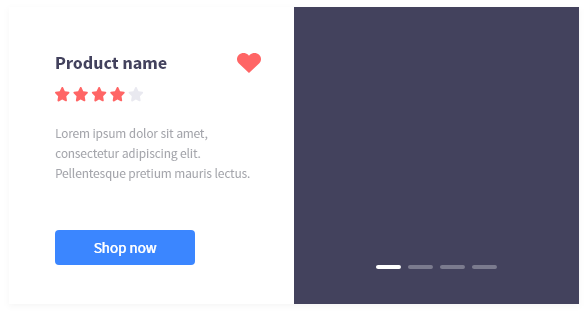 Product name
Lorem ipsum dolor sit amet,
consectetur adipiscing elit.
Pellentesque pretium mauris lectus.
Shop now